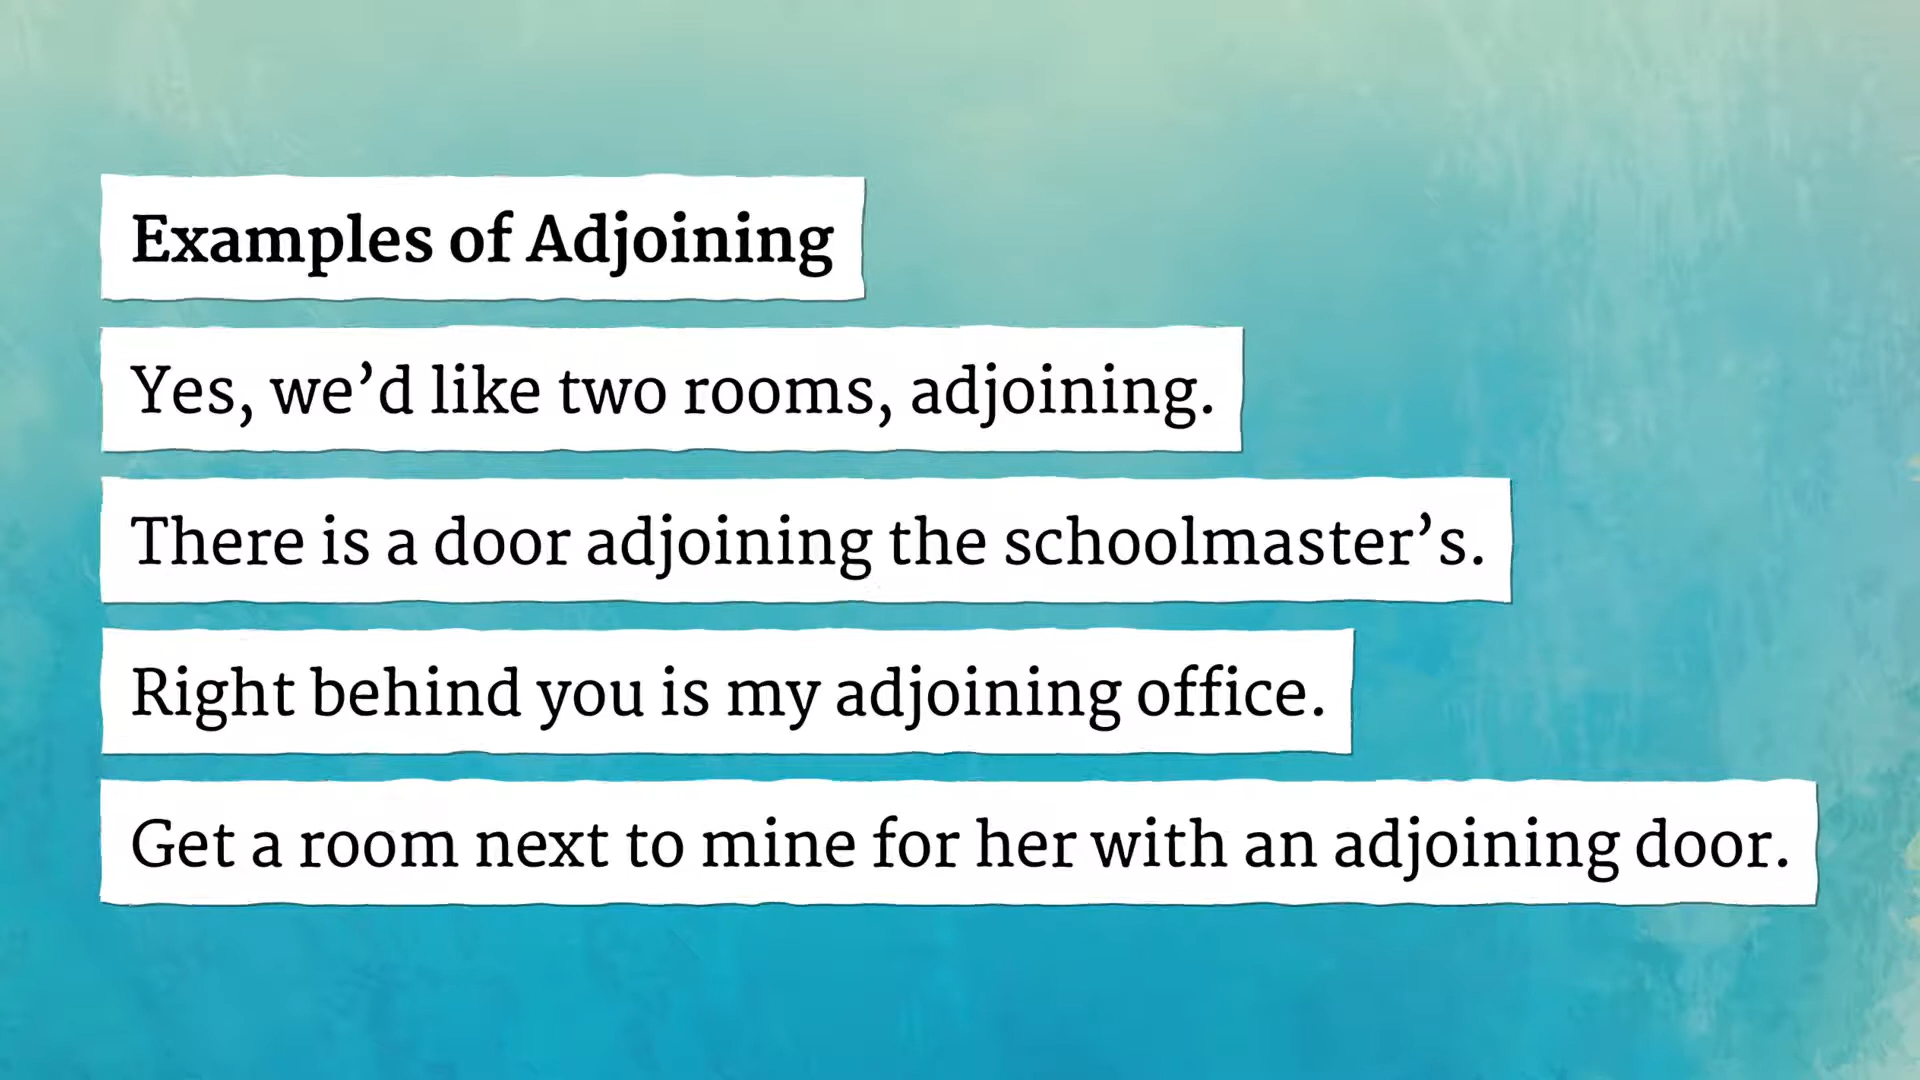 Examples of Adjoining
Yes, we’d like two rooms, adjoining.
There is a door adjoining the schoolmaster’s.
Right behind you is my adjoining office.
Get a room next to mine for her with an adjoining door.